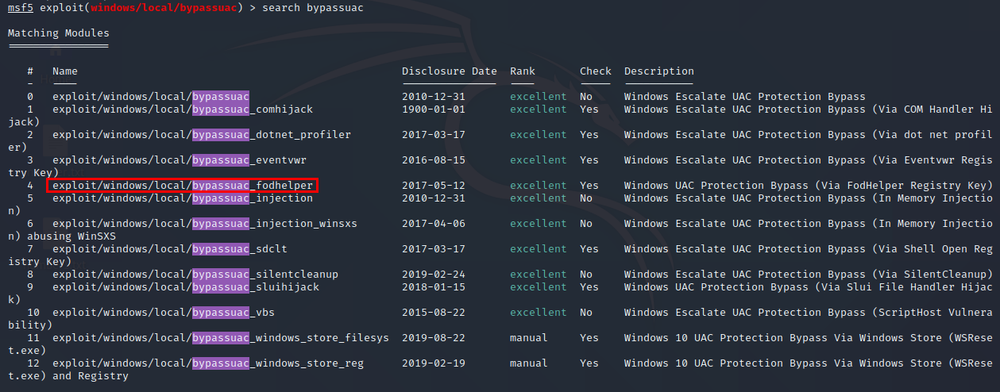 msf5 exploit(windows/local/bypassuac) > search bypassuac
Matching Modules
================
# Name Disclosure Date Rank Check Description
- ---- --------------- ---- ----- -----------
0 exploit/windows/local/bypassuac 2010-12-31 excellent No Windows Escalate UAC Protection Bypass
1 exploit/windows/local/bypassuac_comhijack 1900-01-01 excellent Yes Windows Escalate UAC Protection Bypass (Via COM Handler Hi
jack)
2 exploit/windows/local/bypassuac_dotnet_profiler 2017-03-17 excellent Yes Windows Escalate UAC Protection Bypass (Via dot net profil
er)
3 exploit/windows/local/bypassuac_eventvwr 2016-08-15 excellent Yes Windows Escalate UAC Protection Bypass (Via Eventvwr Regis
try Key)
4 exploit/windows/local/bypassuac_fodhelper 2017-05-12 excellent Yes Windows UAC Protection Bypass (Via FodHelper Registry Key)
5 exploit/windows/local/bypassuac_injection 2010-12-31 excellent No Windows Escalate UAC Protection Bypass (In Memory Injectio
n)
6 exploit/windows/local/bypassuac_injection_winsxs 2017-04-06 excellent No Windows Escalate UAC Protection Bypass (In Memory Injectio
n) abusing WinSXS
7 exploit/windows/local/bypassuac_sdclt 2017-03-17 excellent Yes Windows Escalate UAC Protection Bypass (Via Shell Open Reg
istry Key)
8 exploit/windows/local/bypassuac_silentcleanup 2019-02-24 excellent No Windows Escalate UAC Protection Bypass (Via SilentCleanup)
9 exploit/windows/local/bypassuac_sluihijack 2018-01-15 excellent Yes Windows UAC Protection Bypass (Via Slui File Handler Hijac
k)
10 exploit/windows/local/bypassuac_vbs 2015-08-22 excellent No Windows Escalate UAC Protection Bypass (ScriptHost Vulnera
bility)
11 exploit/windows/local/bypassuac_windows_store_filesys 2019-08-22 manual Yes Windows 10 UAC Protection Bypass Via Windows Store (WSRese
t.exe)
12 exploit/windows/local/bypassuac_windows_store_reg 2019-02-19 manual Yes Windows 10 UAC Protection Bypass Via Windows Store (WSRese
t.exe) and Registry